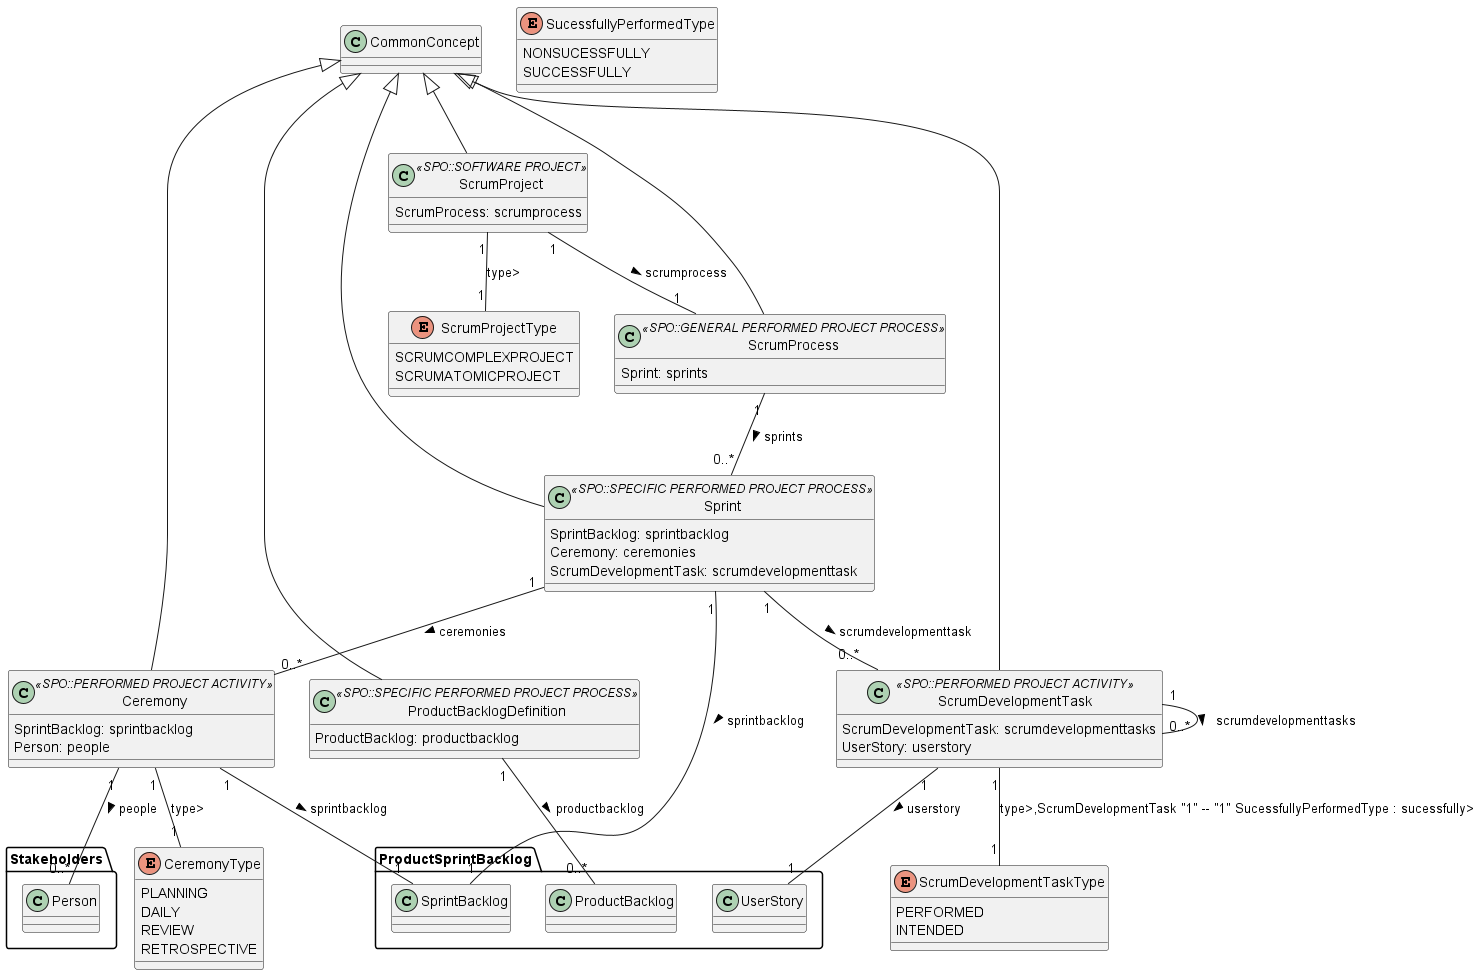 C CommonConcept
E SucessfullyPerformedType
NONSUCESSFULLY
SUCCESSFULLY
C «SPO::SOFTWARE PROJECT»
ScrumProject
ScrumProcess: scrumprocess
1
1
type>
scrumprocess
1
1
E ScrumProjectType
SCRUMCOMPLEXPROJECT
SCRUMATOMICPROJECT
C «SPO::GENERAL PERFORMED PROJECT PROCESS»
ScrumProcess
Sprint: sprints
1
sprints
0..*
C «SPO::SPECIFIC PERFORMED PROJECT PROCESS»
Sprint
SprintBacklog: sprintbacklog
Ceremony: ceremonies
ScrumDevelopmentTask: scrumdevelopmenttask
1
1
1
ceremonies
scrumdevelopmenttask
0..*
0..*
C «SPO::PERFORMED PROJECT ACTIVITY»
Ceremony
SprintBacklog: sprintbacklog
Person: people
C «SPO::SPECIFIC PERFORMED PROJECT PROCESS»
ProductBacklogDefinition
ProductBacklog: productbacklog
sprintbacklog
C «SPO::PERFORMED PROJECT ACTIVITY»
ScrumDevelopmentTask
ScrumDevelopmentTask: scrumdevelopmenttasks
UserStory: userstory
1
0..*
scrumdevelopmenttasks
1
1
1
1
1
1
people
type>
sprintbacklog
productbacklog
userstory
type>,ScrumDevelopmentTask "1" -- "1" SucessfullyPerformedType : sucessfully>
1
1
Stakeholders
0..*
C Person
E CeremonyType
PLANNING
DAILY
REVIEW
RETROSPECTIVE
ProductSprintBacklog
1
1
0..*
1
C SprintBacklog
C ProductBacklog
C UserStory
E ScrumDevelopmentTaskType
PERFORMED
INTENDED